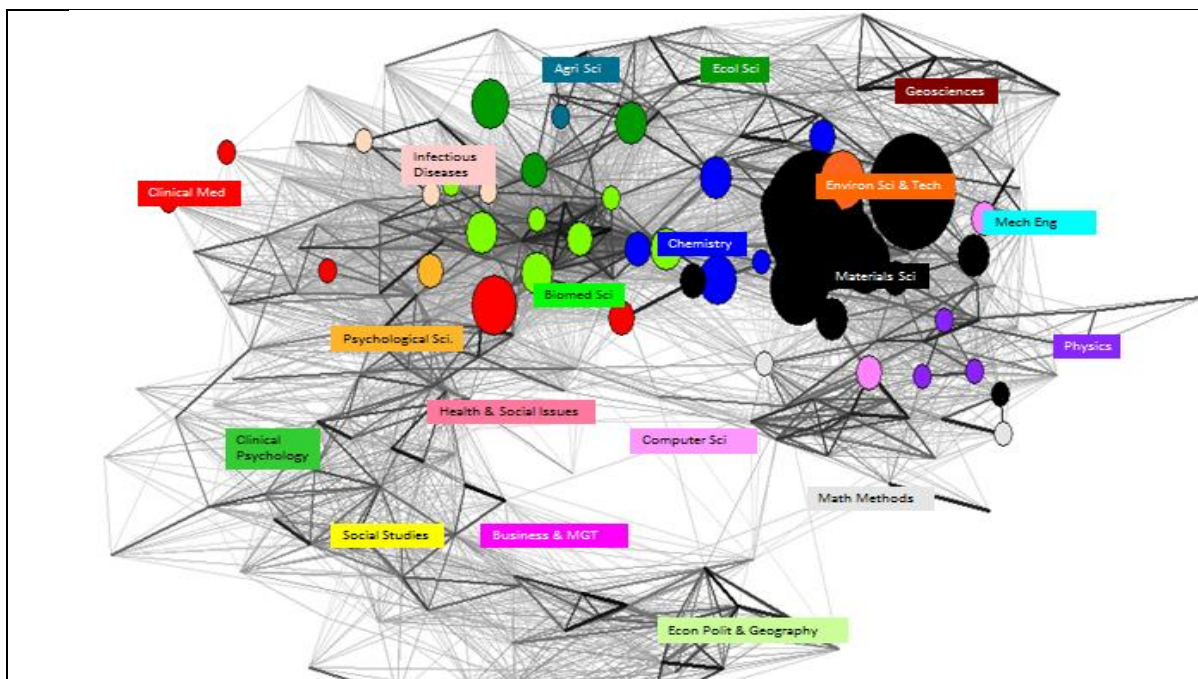 Agri Sci
Ecol Sci
Geosciences
Infectious
Diseases
Clinical Med
Environ Sci & Tech
Mech Eng
Chemistry
Materials Sci
Biomed Sci
Psychological Sci.
Physics
Health & Social Issues
Clinical
Psychology
Computer Sci
Math Methods
Social Studies
Business & MGT
Econ Polit & Geography